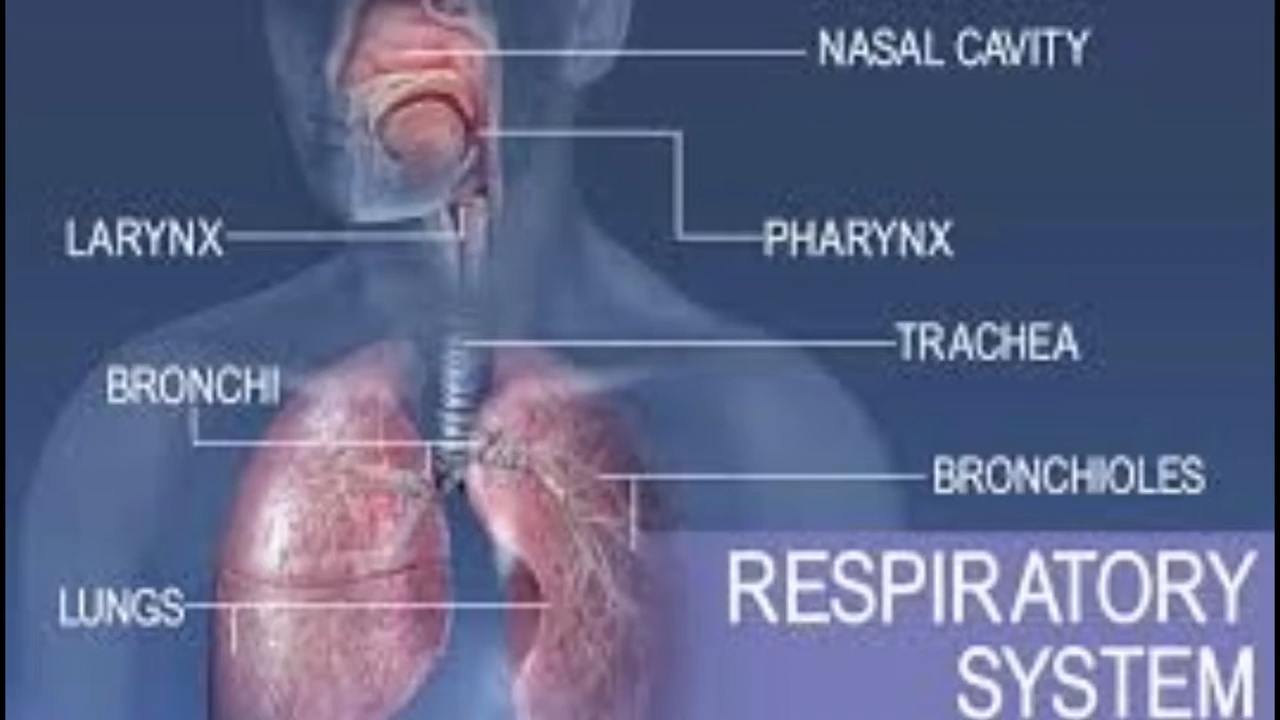 NASAL CAVITY
LARYNX
PHARYNX
TRACHEA
BRONCHI
BRONCHIOLES
LUNGS
RESPIRATORY
SYSTEM